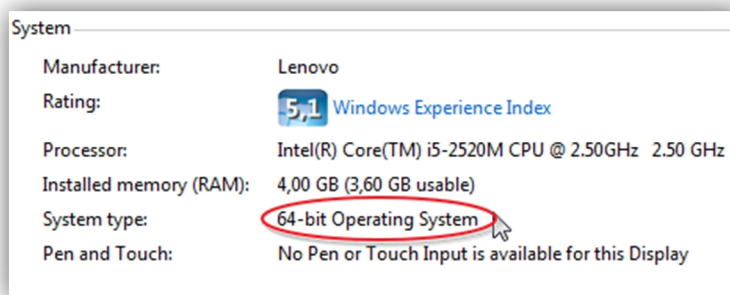 System
Manufacturer: Lenovo
Rating: 5,1 Windows Experience Index
Processor: Intel(R) Core(TM) i5-2520M CPU @ 2.50GHz 2.50 GHz
Installed memory (RAM): 4,00 GB (3,60 GB usable)
System type: 64-bit Operating System
Pen and Touch: No Pen or Touch Input is available for this Display